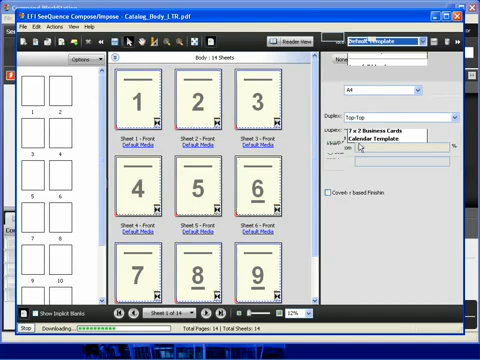 EFI SeeQuence Compose/Impose - Catalog_Body_LTR.pdf
File Edit Actions View Help
Reader View
Default Template
Options
Body : 14 Sheets
None
A4
1
2
3
4
5
6
7
8
9
10
1
2
3
Sheet 1 - Front
Default Media
Sheet 2 - Front
Default Media
Sheet 3 - Front
Default Media
Duplex:
Top-Top
7 x 2 Business Cards
Calendar Template
%
4
5
6
Sheet 4 - Front
Default Media
Sheet 5 - Front
Default Media
Sheet 6 - Front
Default Media
7
8
9
Show Implicit Blanks
Sheet 1 of 14
12%
Stop
Downloading...
Total Pages: 14 | Total Sheets: 14